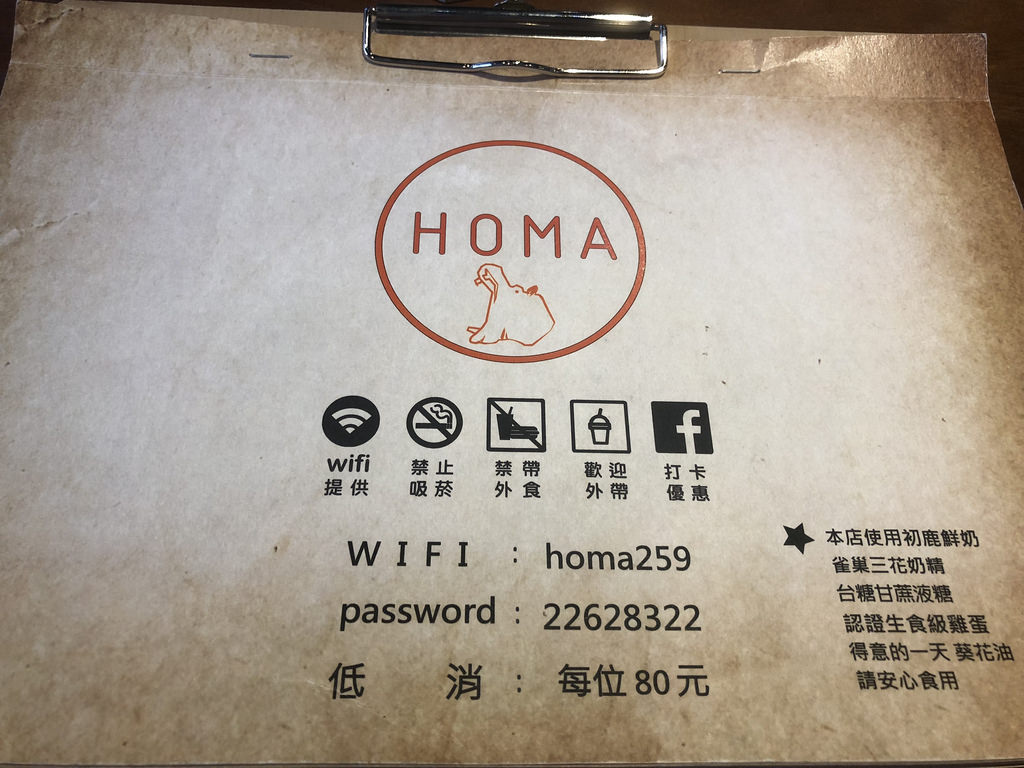 HOMA
wifi
提供
禁止
吸菸
禁帶
外食
歡迎
外帶
打卡
優惠
WIFI : homa259
password : 22628322
低 消 : 每位80元
★ 本店使用初鹿鮮奶
雀巢三花奶精
台糖甘蔗液糖
認證生食級雞蛋
得意的一天 葵花油
請安心食用